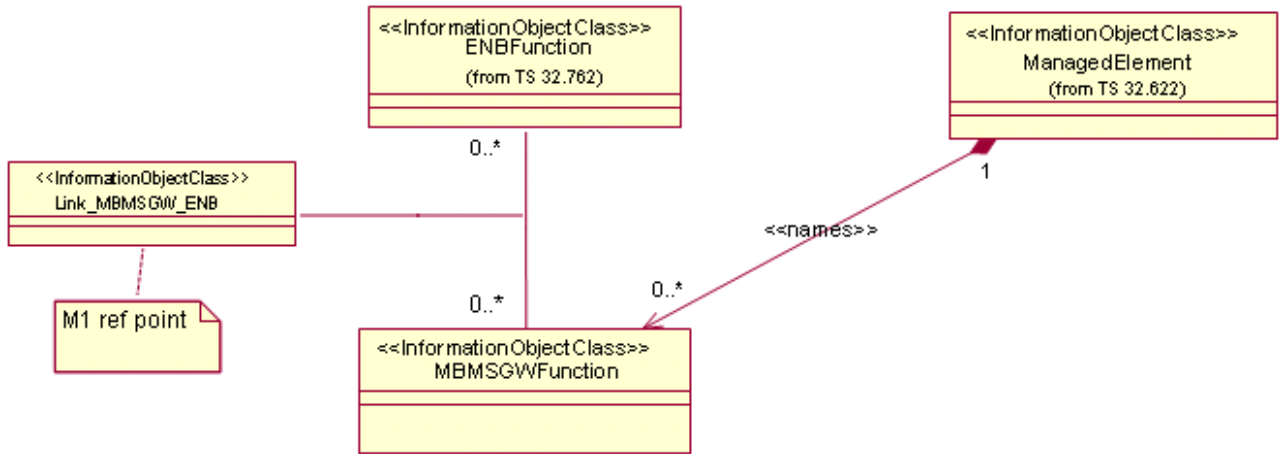 <<InformationObjectClass>>
ENBFunction
(from TS 32.762)
<<InformationObjectClass>>
ManagedElement
(from TS 32.622)
0..*
1
<<InformationObjectClass>>
Link_MBMSGW_ENB
<<names>>
M1 ref point
0..*
0..*
<<InformationObjectClass>>
MBMSGWFunction